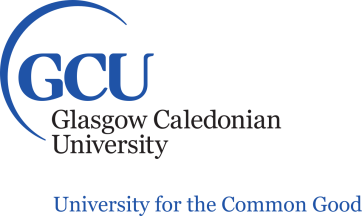 GCU
Glasgow Caledonian
University
University for the Common Good